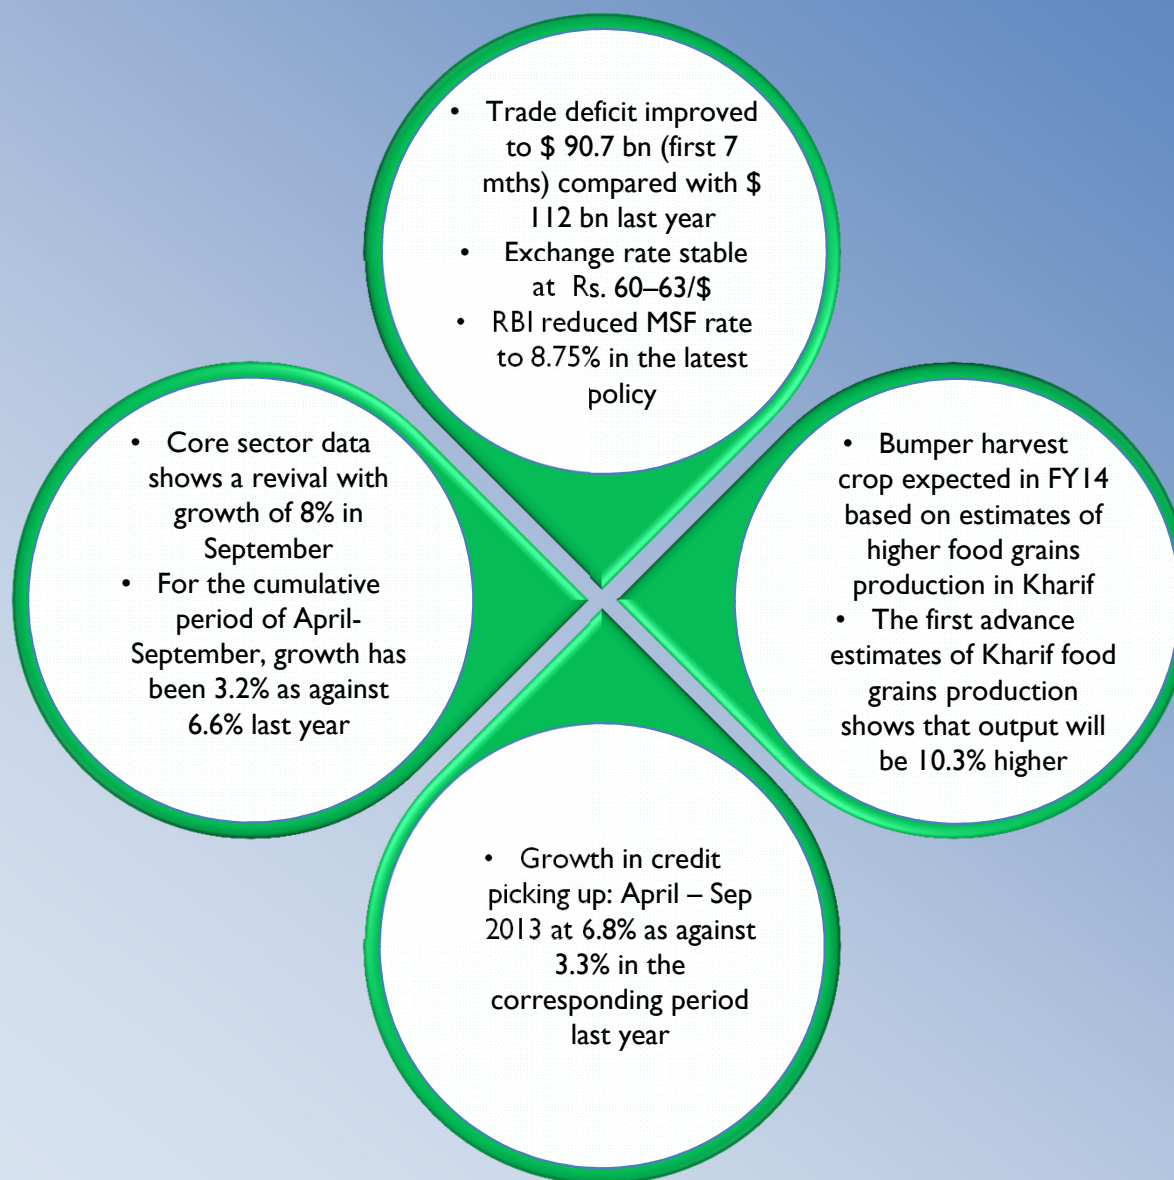 • Trade deficit improved
to $ 90.7 bn (first 7
mths) compared with $
112 bn last year
• Exchange rate stable
at Rs. 60–63/$
• RBI reduced MSF rate
to 8.75% in the latest
policy
• Core sector data
shows a revival with
growth of 8% in
September
• For the cumulative
period of April-
September, growth has
been 3.2% as against
6.6% last year
• Bumper harvest
crop expected in FY14
based on estimates of
higher food grains
production in Kharif
• The first advance
estimates of Kharif food
grains production
shows that output will
be 10.3% higher
• Growth in credit
picking up: April – Sep
2013 at 6.8% as against
3.3% in the
corresponding period
last year